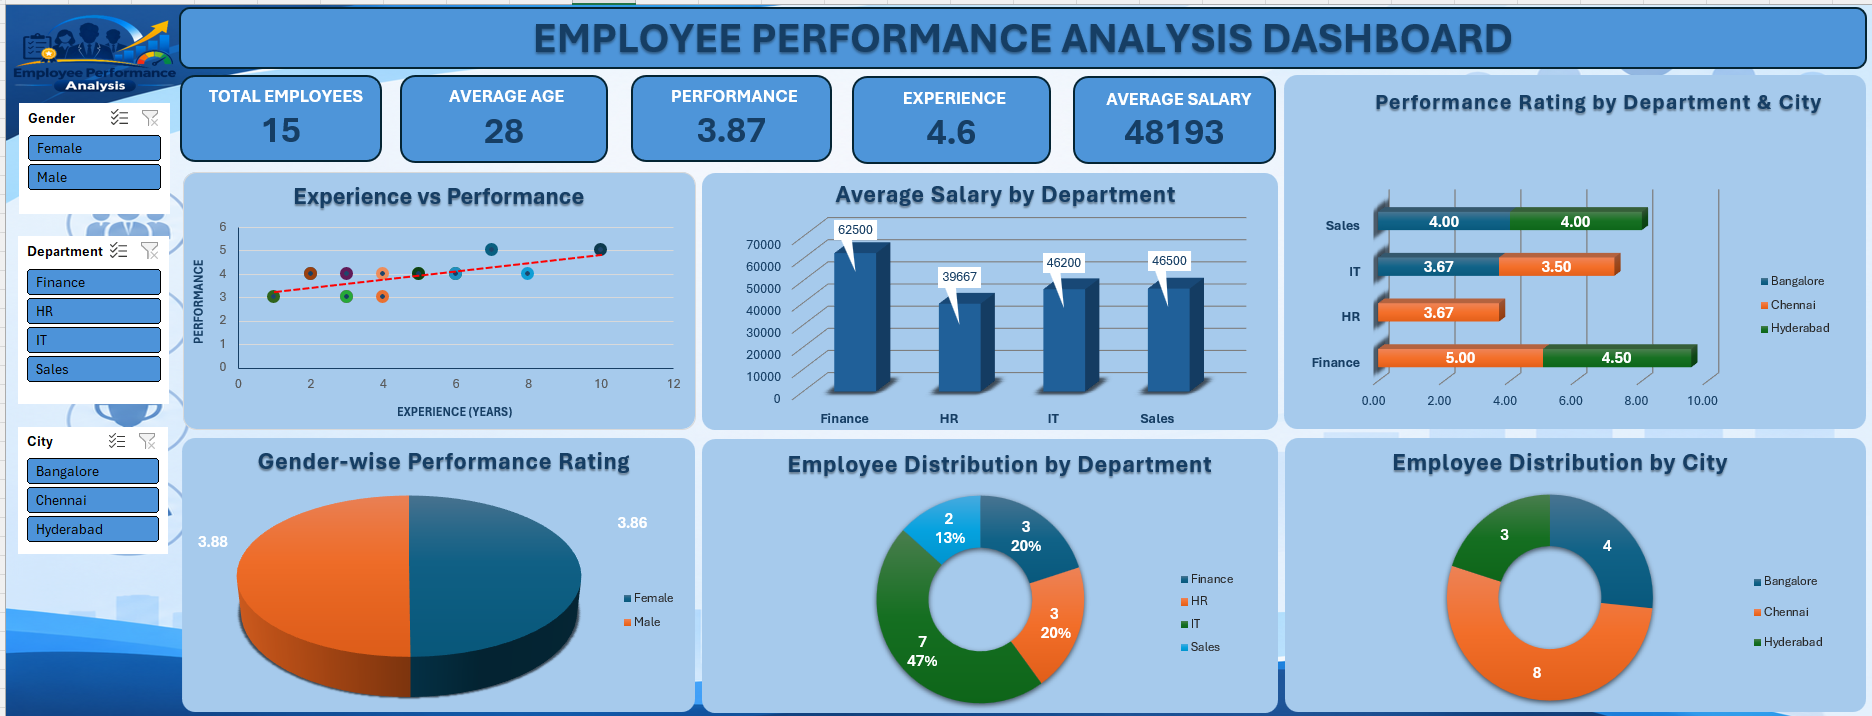 EMPLOYEE PERFORMANCE ANALYSIS DASHBOARD
Employee Performance
Analysis
Gender
Female
Male
Department
Finance
HR
IT
Sales
City
Bangalore
Chennai
Hyderabad
TOTAL EMPLOYEES
15
AVERAGE AGE
28
PERFORMANCE
3.87
EXPERIENCE
4.6
AVERAGE SALARY
48193
Experience vs Performance
PERFORMANCE
6
5
4
3
2
1
0
0 2 4 6 8 10 12
EXPERIENCE (YEARS)
Average Salary by Department
70000
60000
50000
40000
30000
20000
10000
0
62500
39667
46200
46500
Finance HR IT Sales
Performance Rating by Department & City
Sales 4.00 4.00
IT 3.67 3.50
HR 3.67
Finance 5.00 4.50
0.00 2.00 4.00 6.00 8.00 10.00
Bangalore
Chennai
Hyderabad
Gender-wise Performance Rating
3.88
3.86
Female
Male
Employee Distribution by Department
2
13%
3
20%
3
20%
7
47%
Finance
HR
IT
Sales
Employee Distribution by City
3
4
8
Bangalore
Chennai
Hyderabad